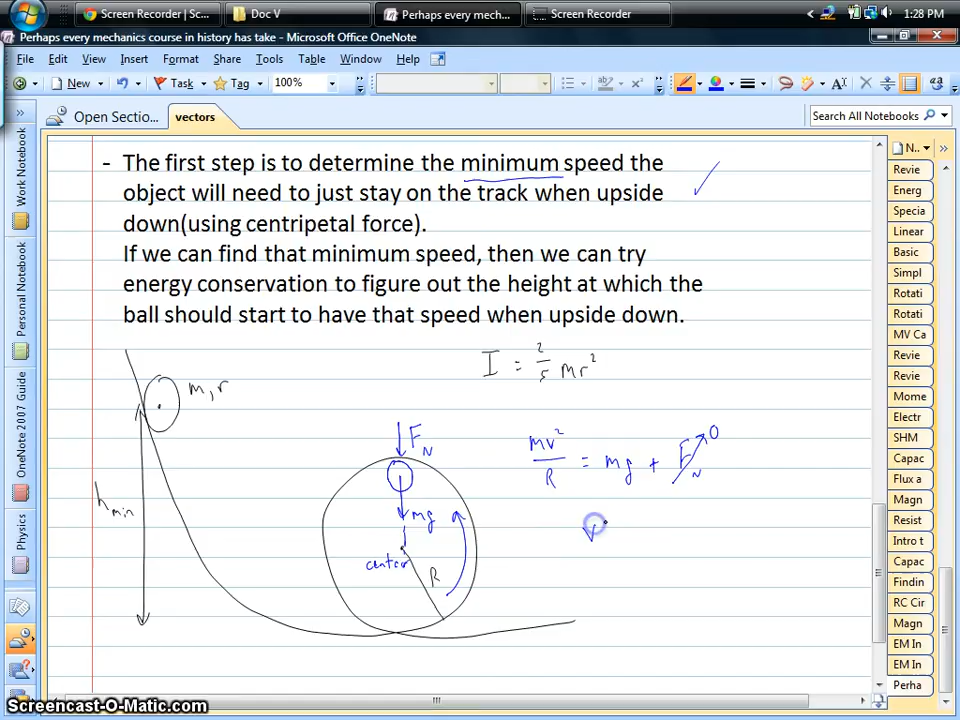 Screen Recorder | Sc...
Doc V
Perhaps every mech...
Screen Recorder
1:28 PM
Perhaps every mechanics course in history has take - Microsoft Office OneNote
File Edit View Insert Format Share Tools Table Window Help
New Task Tag 100%
Open Sectio... vectors
Search All Notebooks
- The first step is to determine the minimum speed the
object will need to just stay on the track when upside
down(using centripetal force).
If we can find that minimum speed, then we can try
energy conservation to figure out the height at which the
ball should start to have that speed when upside down.
I = 2/5 mr²
m, r
F_N
mv²/R = mg + F_N 0
h_min
mg
center
R
v
Work Notebook
Personal Notebook
OneNote 2007 Guide
Physics
N..
Revie
Energ
Specia
Linear
Basic
Simpl
Rotati
Rotati
MV Ca
Revie
Revie
Mome
Electr
SHM
Capac
Flux a
Magn
Resist
Intro t
Capac
Findin
RC Cir
Magn
EM In
EM In
Perha
Screencast-O-Matic.com